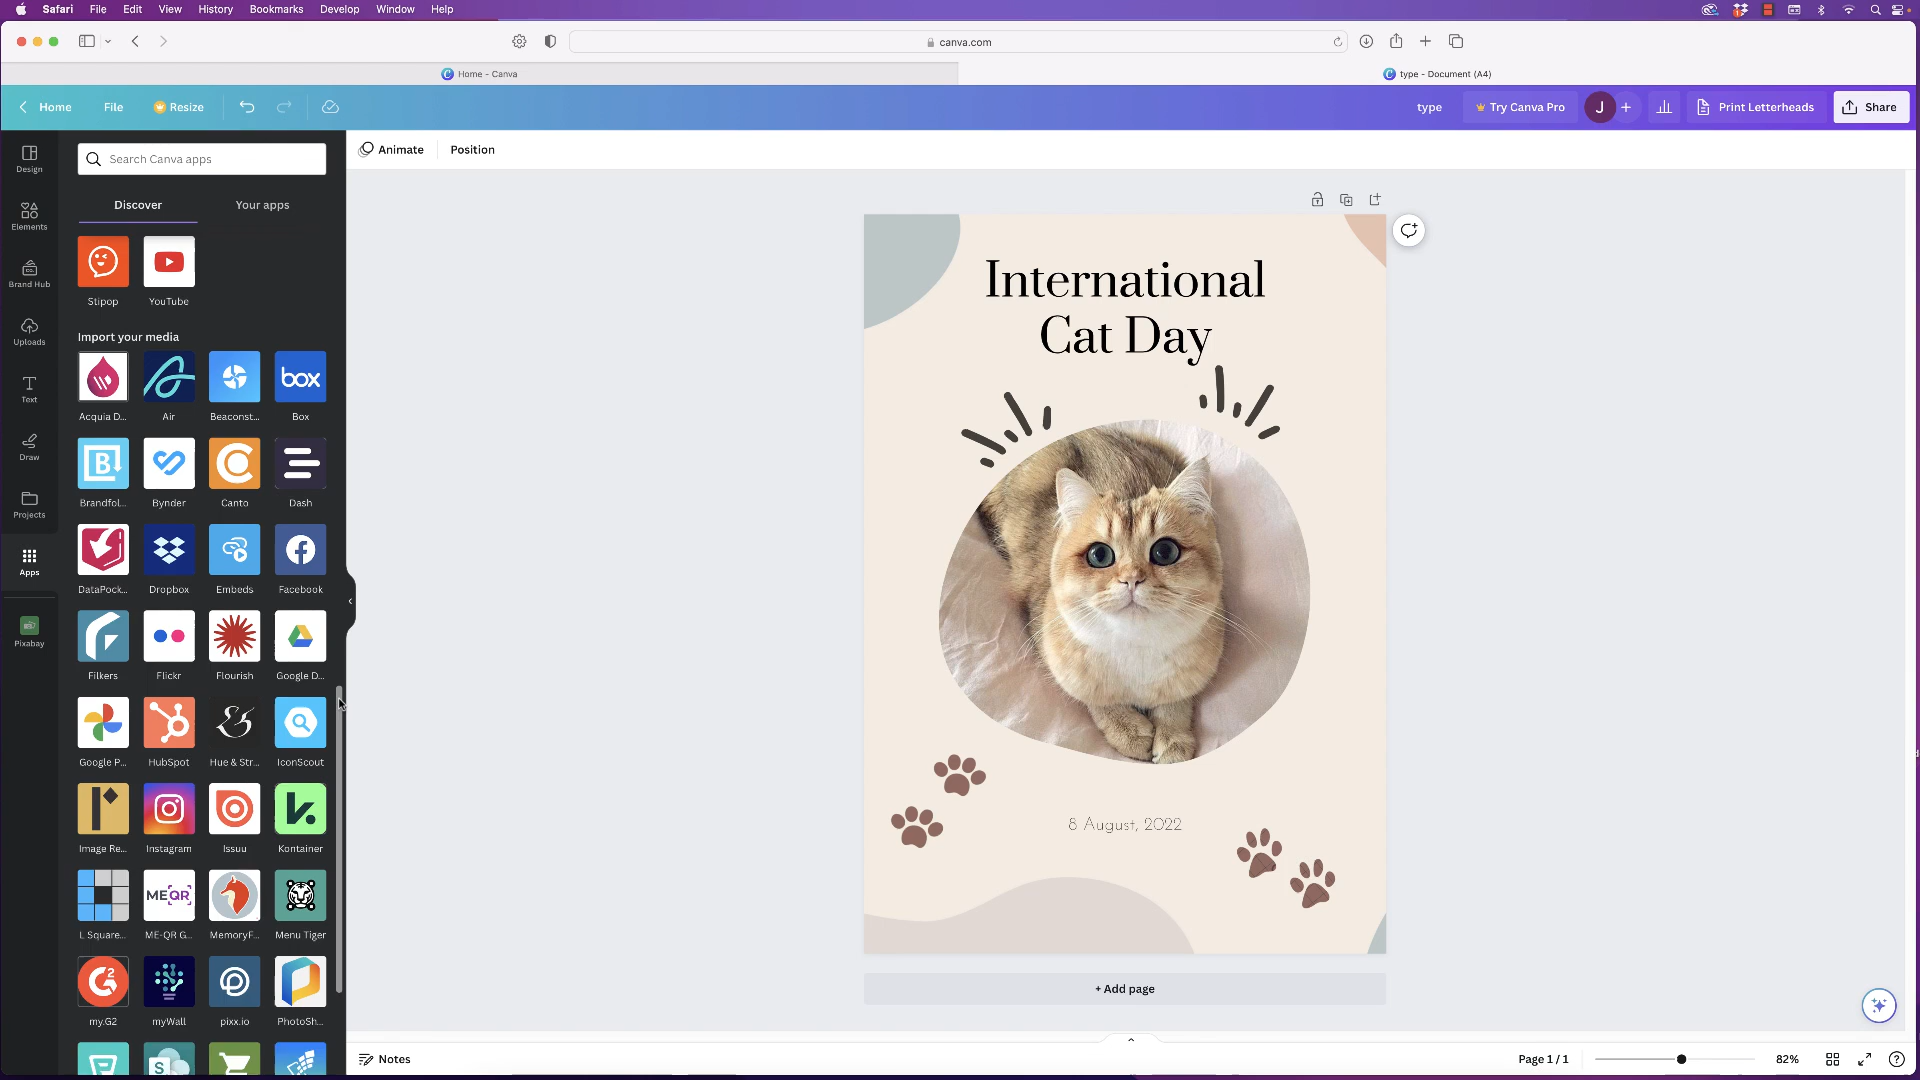 Safari File Edit View History Bookmarks Develop Window Help
canva.com
Home - Canva
type - Document (A4)
Home File Resize
type Try Canva Pro J + Print Letherheads Share
Design
Elements
Brand Hub
Uploads
Text
Draw
Projects
Apps
Pixabay
Search Canva apps
Discover Your apps
Stipop YouTube
Import your media
box
Acquia D... Air Beaconst... Box
Brandfol... Bynder Canto Dash
DataPock... Dropbox Embeds Facebook
Filkers Flickr Flourish Google D...
Google P... HubSpot Hue & Str... IconScout
Image Re... Instagram Issuu Kontainer
MEQR
L Square... ME-QR G... MemoryF... Menu Tiger
my.G2 myWall pixx.io PhotoSh...
Animate Position
International
Cat Day
8 August, 2022
+ Add page
Notes
Page 1 / 1 82%